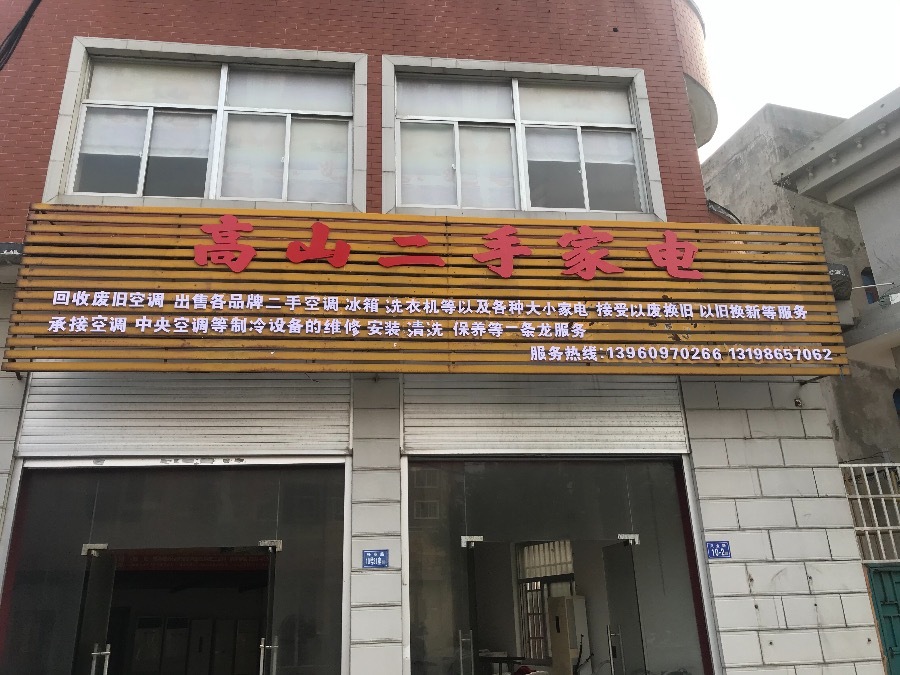 高山二手家电
回收废旧空调 出售各品牌二手空调 冰箱 洗衣机等以及各种大小家电 接受以废换旧 以旧换新等服务
承接空调 中央空调等制冷设备的维修 安装 清洗 保养等一条龙服务
服务热线:13960970266 13198657062
10-2